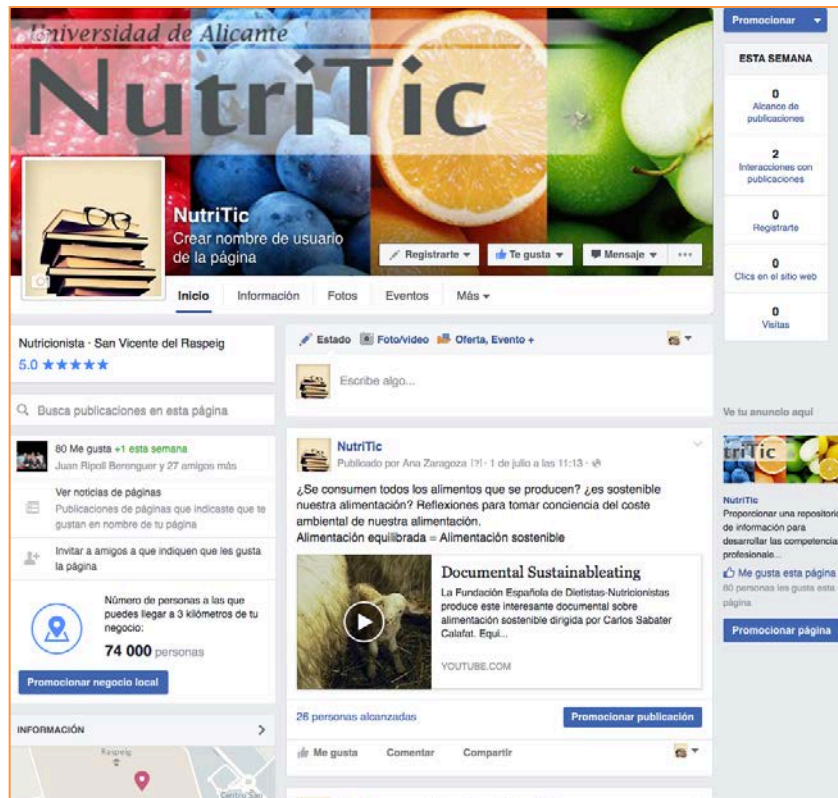 Universidad de Alicante
NutriTic
NutriTic
Crear nombre de usuario
de la página
Registrarte
Te gusta
Mensaje
Inicio Información Fotos Eventos Más
Promocionar
ESTA SEMANA
0
Alcance de
publicaciones
2
Interacciones con
publicaciones
0
Registrarte
0
Clics en el sitio web
0
Visitas
Nutricionista · San Vicente del Raspeig
5.0 ★★★★★
Busca publicaciones en esta página
80 Me gusta +1 esta semana
Juan Ripoll Berenguer y 27 amigos más
Ver noticias de páginas
Publicaciones de páginas que indicaste que te
gustan en nombre de tu página
Invitar a amigos a que indiquen que les gusta
la página
Número de personas a las que
puedes llegar a 3 kilómetros de tu
negocio:
74 000 personas
Promocionar negocio local
INFORMACIÓN
Raspeig
Centro San
Estado Foto/vídeo Oferta, Evento +
Escribe algo...
NutriTic
Publicado por Ana Zaragoza [?] · 1 de julio a las 11:13 ·
¿Se consumen todos los alimentos que se producen? ¿es sostenible
nuestra alimentación? Reflexiones para tomar conciencia del coste
ambiental de nuestra alimentación.
Alimentación equilibrada = Alimentación sostenible
Documental Sustainableating
La Fundación Española de Dietistas-Nutricionistas
produce este interesante documental sobre
alimentación sostenible dirigida por Carlos Sabater
Calafat. Equi...
YOUTUBE.COM
26 personas alcanzadas
Promocionar publicación
Me gusta Comentar Compartir
Ve tu anuncio aquí
triTic
NutriTic
Proporcionar una repositorio
de información para
desarrollar las competencias
profesionale...
Me gusta esta página
80 personas les gusta esta
página
Promocionar página